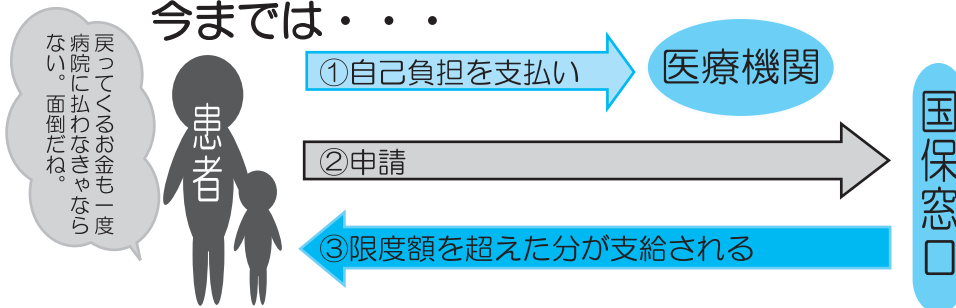 今までは・・・
戻ってくるお金も一度
病院に払わなきゃなら
ない。面倒だね。
患者
①自己負担を支払い
医療機関
②申請
国保窓口
③限度額を超えた分が支給される